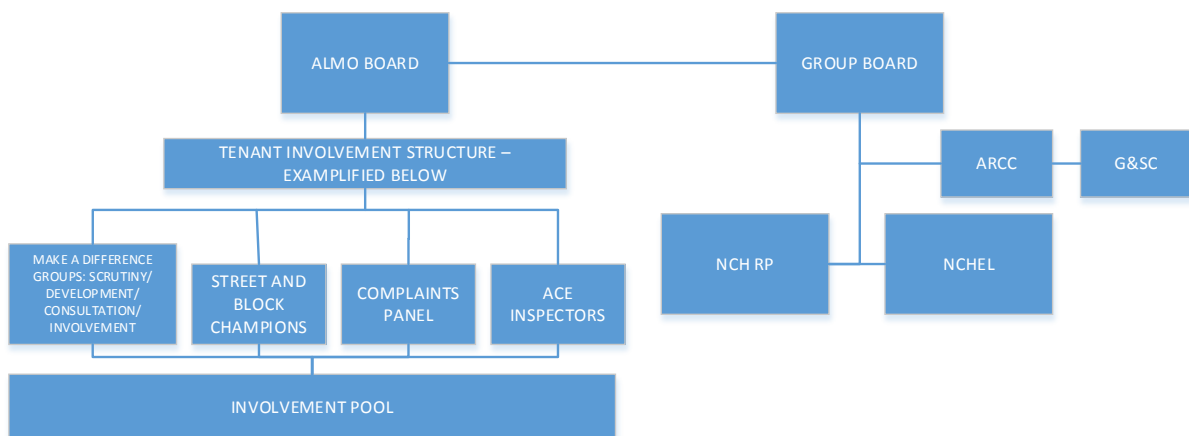 ALMO BOARD
GROUP BOARD
TENANT INVOLVEMENT STRUCTURE –
EXAMPLIFIED BELOW
ARCC
G&SC
MAKE A DIFFERENCE
GROUPS: SCRUTINY/
DEVELOPMENT/
CONSULTATION/
INVOLVEMENT
STREET AND
BLOCK
CHAMPIONS
COMPLAINTS
PANEL
ACE
INSPECTORS
NCH RP
NCHEL
INVOLVEMENT POOL